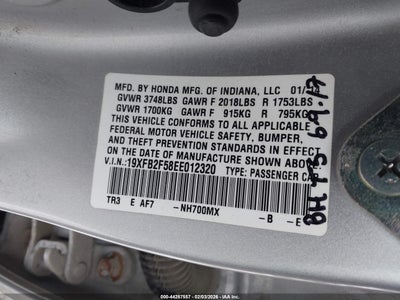 MFD. BY HONDA MFG. OF INDIANA, LLC 01/14
GVWR 3748LBS GAWR F 2018LBS R 1753LBS
GVWR 1700KG GAWR F 915KG R 795KG
THIS VEHICLE CONFORMS TO ALL APPLICABLE
FEDERAL MOTOR VEHICLE SAFETY, BUMPER,
AND THEFT PREVENTION STANDARDS IN EFFECT
ON THE DATE OF MANUFACTURE SHOWN ABOVE.
V.I.N.: 19XFB2F58EE012320 TYPE: PASSENGER CAR
TR3 E AF7 -NH700MX -B -E
000-44267557 - 02/03/2026 - IAAHOLDINGS, LLC